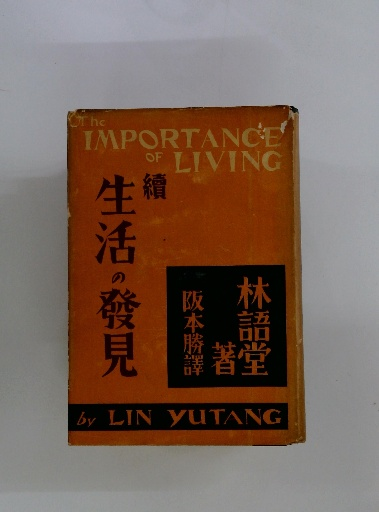 The
IMPORTANCE
OF LIVING
續
生活の發見
林語堂
著
阪本勝譯
by LIN YUTANG